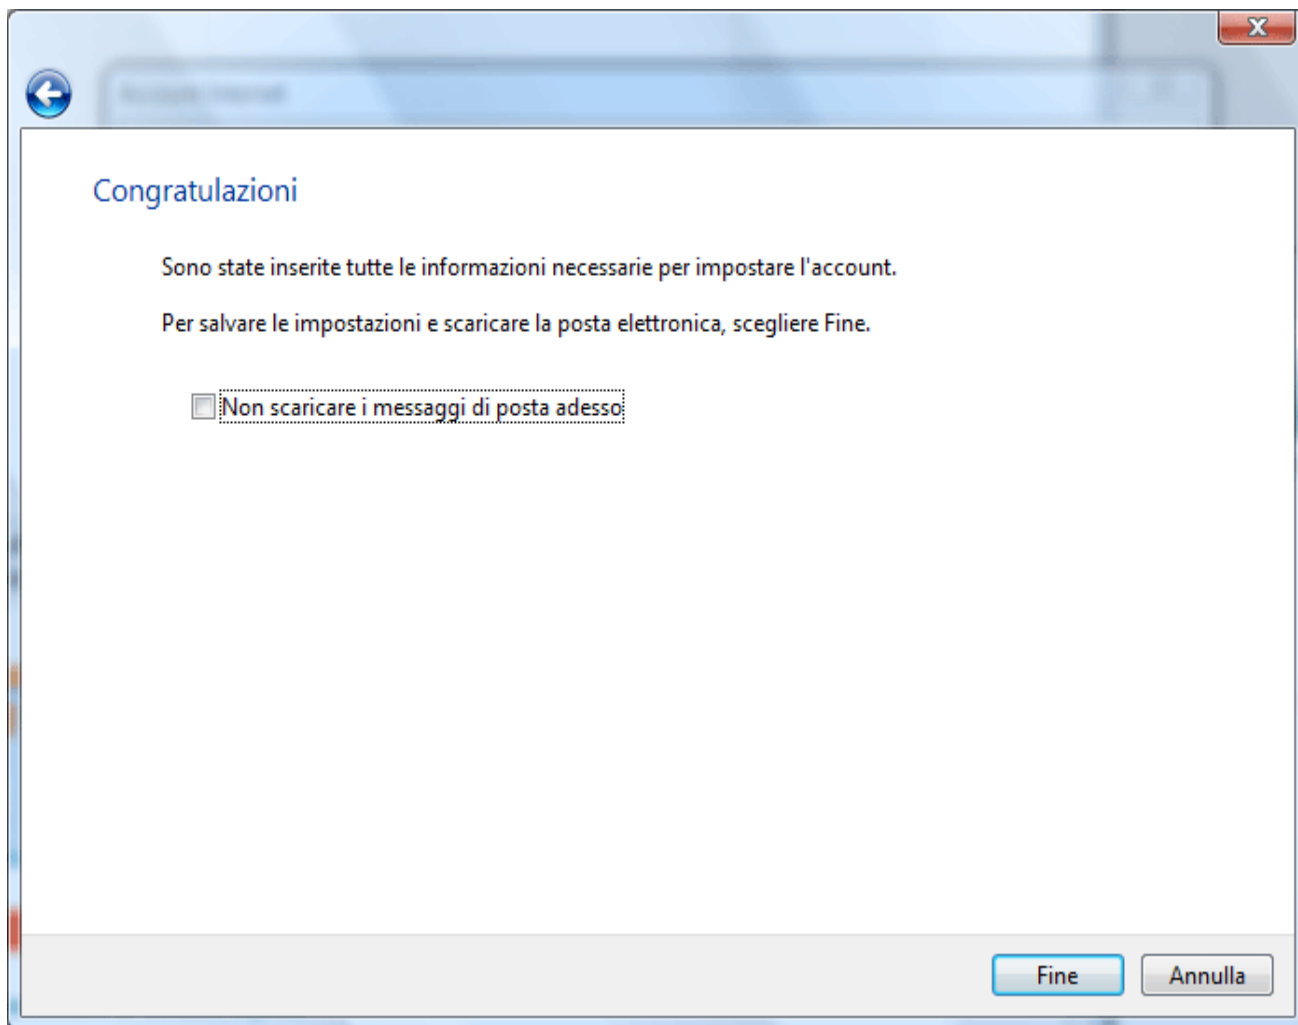 Congratulazioni
Sono state inserite tutte le informazioni necessarie per impostare l'account.
Per salvare le impostazioni e scaricare la posta elettronica, scegliere Fine.
Non scaricare i messaggi di posta adesso
Fine
Annulla